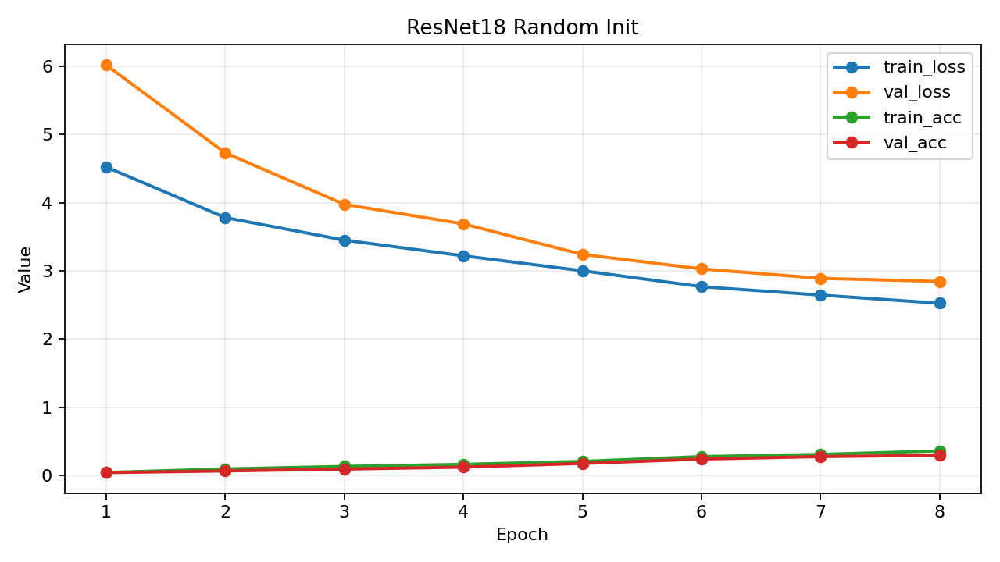 ResNet18 Random Init
train_loss
val_loss
train_acc
val_acc
6
5
4
3
2
1
0
Value
1 2 3 4 5 6 7 8
Epoch